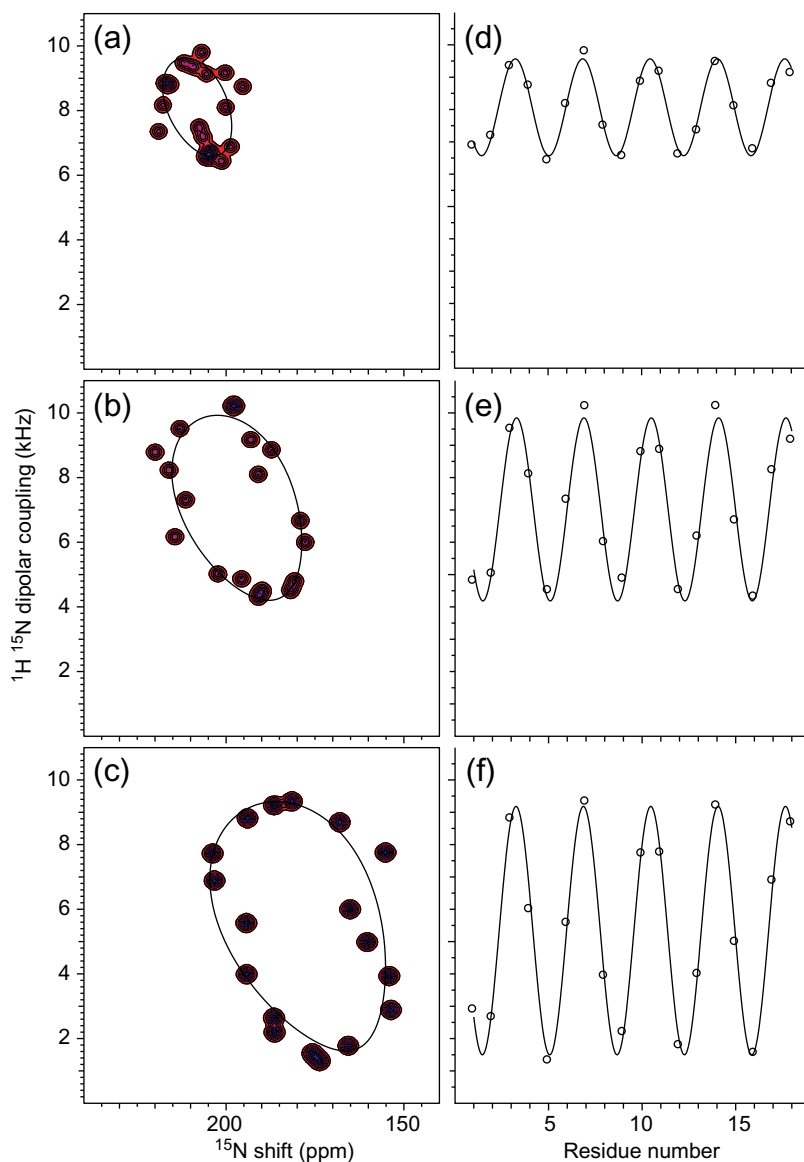 (a)
(d)
10
8
6
4
2
(b)
(e)
10
8
6
4
2
¹H ¹⁵N dipolar coupling (kHz)
(c)
(f)
10
8
6
4
2
200
150
5
10
15
¹⁵N shift (ppm)
Residue number